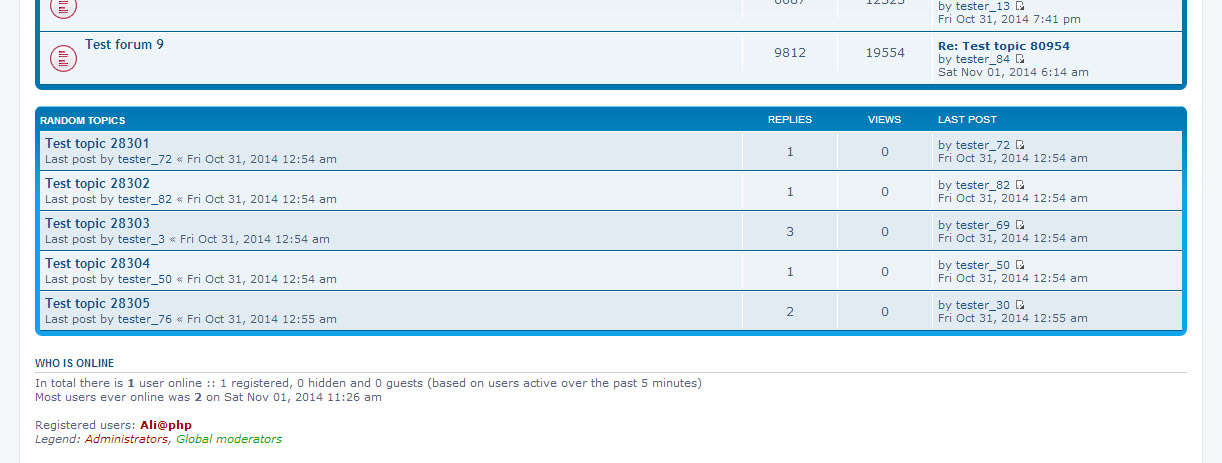 6687 12525 by tester_13
Fri Oct 31, 2014 7:41 pm
Test forum 9 9812 19554 Re: Test topic 80954
by tester_84
Sat Nov 01, 2014 6:14 am
RANDOM TOPICS REPLIES VIEWS LAST POST
Test topic 28301 1 0 by tester_72
Last post by tester_72 « Fri Oct 31, 2014 12:54 am Fri Oct 31, 2014 12:54 am
Test topic 28302 1 0 by tester_82
Last post by tester_82 « Fri Oct 31, 2014 12:54 am Fri Oct 31, 2014 12:54 am
Test topic 28303 3 0 by tester_69
Last post by tester_3 « Fri Oct 31, 2014 12:54 am Fri Oct 31, 2014 12:54 am
Test topic 28304 1 0 by tester_50
Last post by tester_50 « Fri Oct 31, 2014 12:54 am Fri Oct 31, 2014 12:54 am
Test topic 28305 2 0 by tester_30
Last post by tester_76 « Fri Oct 31, 2014 12:55 am Fri Oct 31, 2014 12:55 am
WHO IS ONLINE
In total there is 1 user online :: 1 registered, 0 hidden and 0 guests (based on users active over the past 5 minutes)
Most users ever online was 2 on Sat Nov 01, 2014 11:26 am
Registered users: Ali@php
Legend: Administrators, Global moderators